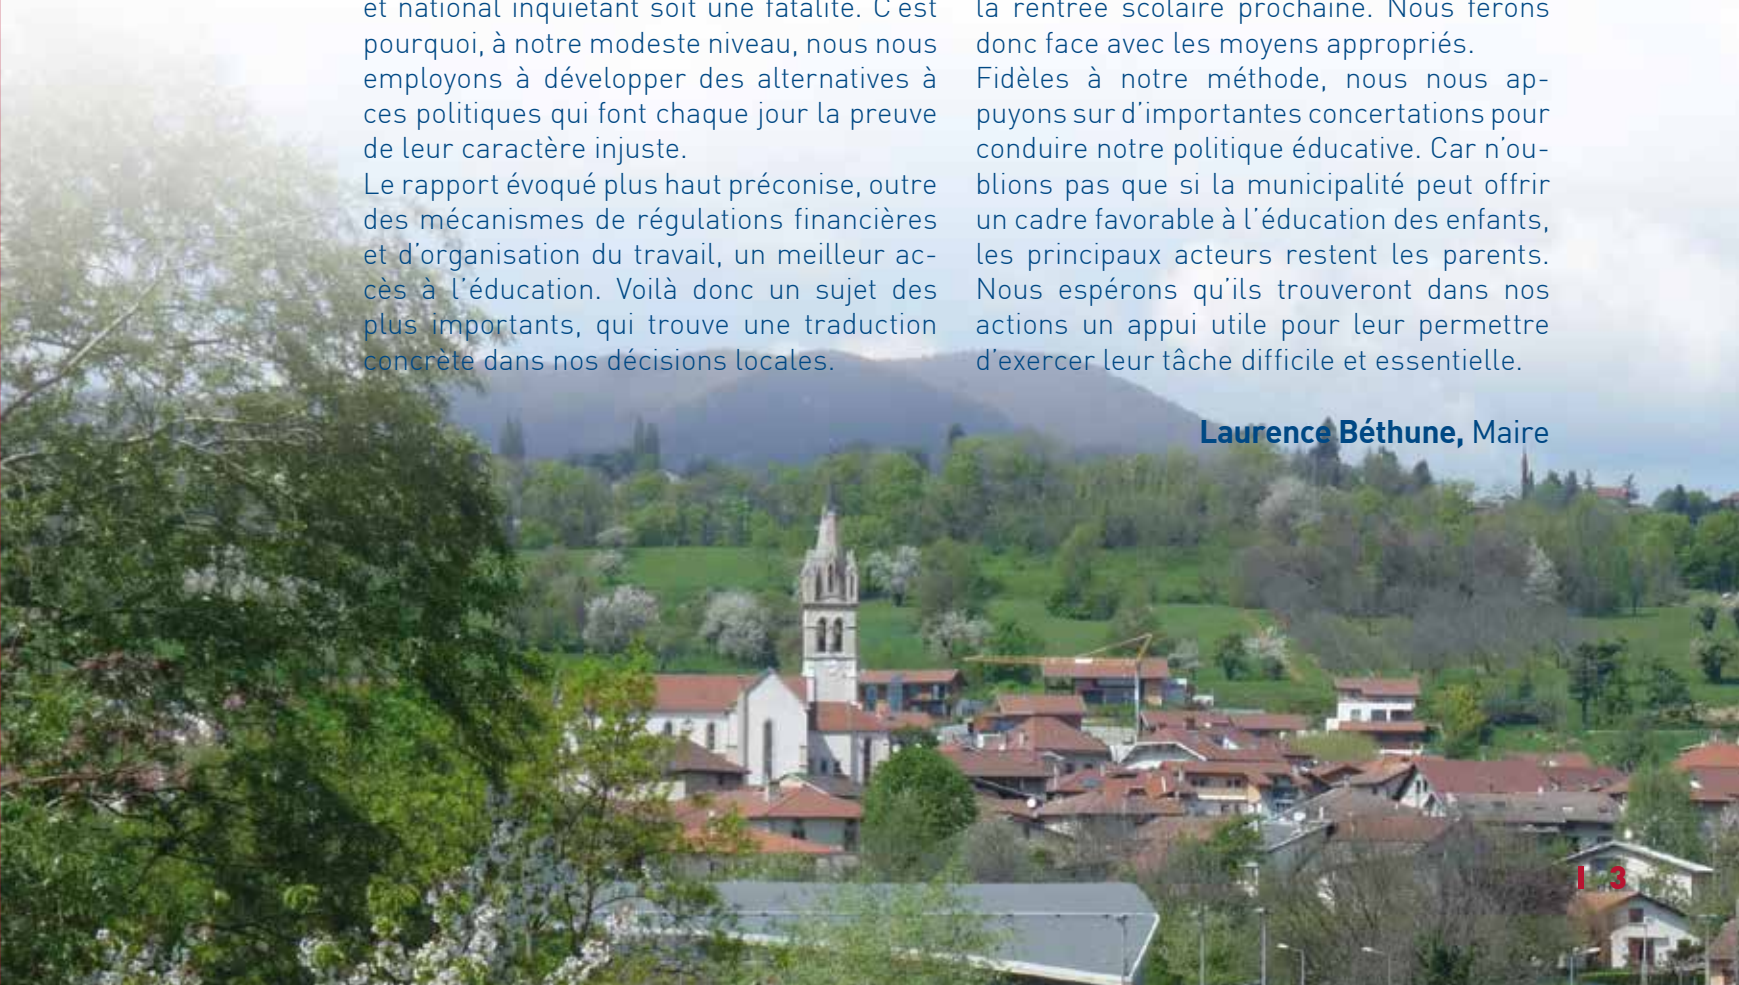 et national inquiétant soit une fatalité. C'est
pourquoi, à notre modeste niveau, nous nous
employons à développer des alternatives à
ces politiques qui font chaque jour la preuve
de leur caractère injuste.
Le rapport évoqué plus haut préconise, outre
des mécanismes de régulations financières
et d'organisation du travail, un meilleur ac-
cès à l'éducation. Voilà donc un sujet des
plus importants, qui trouve une traduction
concrète dans nos décisions locales.
la rentrée scolaire prochaine. Nous ferons
donc face avec les moyens appropriés.
Fidèles à notre méthode, nous nous ap-
puyons sur d'importantes concertations pour
conduire notre politique éducative. Car n'ou-
blions pas que si la municipalité peut offrir
un cadre favorable à l'éducation des enfants,
les principaux acteurs restent les parents.
Nous espérons qu'ils trouveront dans nos
actions un appui utile pour leur permettre
d'exercer leur tâche difficile et essentielle.
Laurence Béthune, Maire
I 3